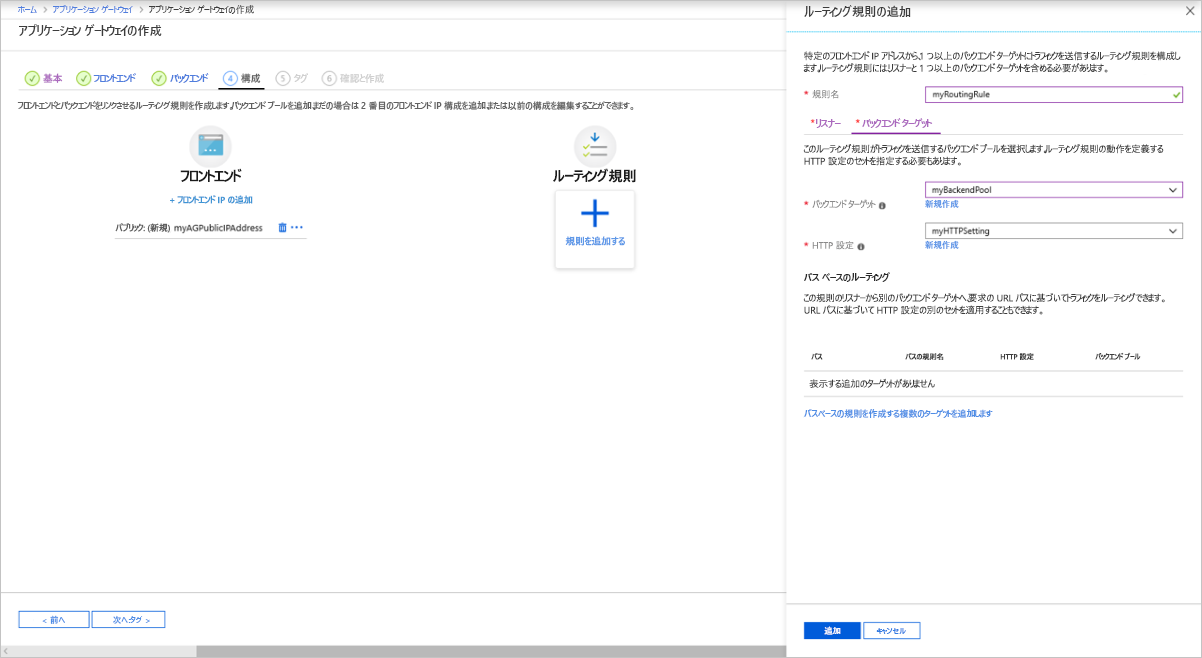 ホーム > アプリケーション ゲートウェイ > アプリケーション ゲートウェイの作成
アプリケーション ゲートウェイの作成
✓ 基本 ✓ フロントエンド ✓ バックエンド 4 構成 5 タグ 6 確認と作成
フロントエンドとバックエンドをリンクさせるルーティング規則を作成します。バックエンド プールを追加まだの場合は 2 番目のフロントエンド IP 構成を追加または以前の構成を編集することができます。
フロントエンド
+ フロントエンド IP の追加
パブリック: (新規) myAGPublicIPAddress
ルーティング規則
規則を追加する
< 前へ
次へ:タグ >
ルーティング規則の追加
特定のフロントエンド IP アドレスから、1 つ以上のバックエンド ターゲットにトラフィックを送信するルーティング規則を構成し
ます。ルーティング規則にはリスナーと 1 つ以上のバックエンド ターゲットを含める必要があります。
* 規則名
myRoutingRule
*リスナー * バックエンド ターゲット
このルーティング規則がトラフィックを送信するバックエンド プールを選択します。ルーティング規則の動作を定義する
HTTP 設定のセットを指定する必要もあります。
* バックエンド ターゲット
myBackendPool
新規作成
* HTTP 設定
myHTTPSetting
新規作成
パス ベースのルーティング
この規則のリスナーから別のバックエンド ターゲットへ、要求の URL パスに基づいてトラフィックをルーティングできます。
URL パスに基づいて HTTP 設定の別のセットを適用することもできます。
パス パスの規則名 HTTP 設定 バックエンド プール
表示する追加のターゲットがありません
パスベースの規則を作成する複数のターゲットを追加します
追加
キャンセル